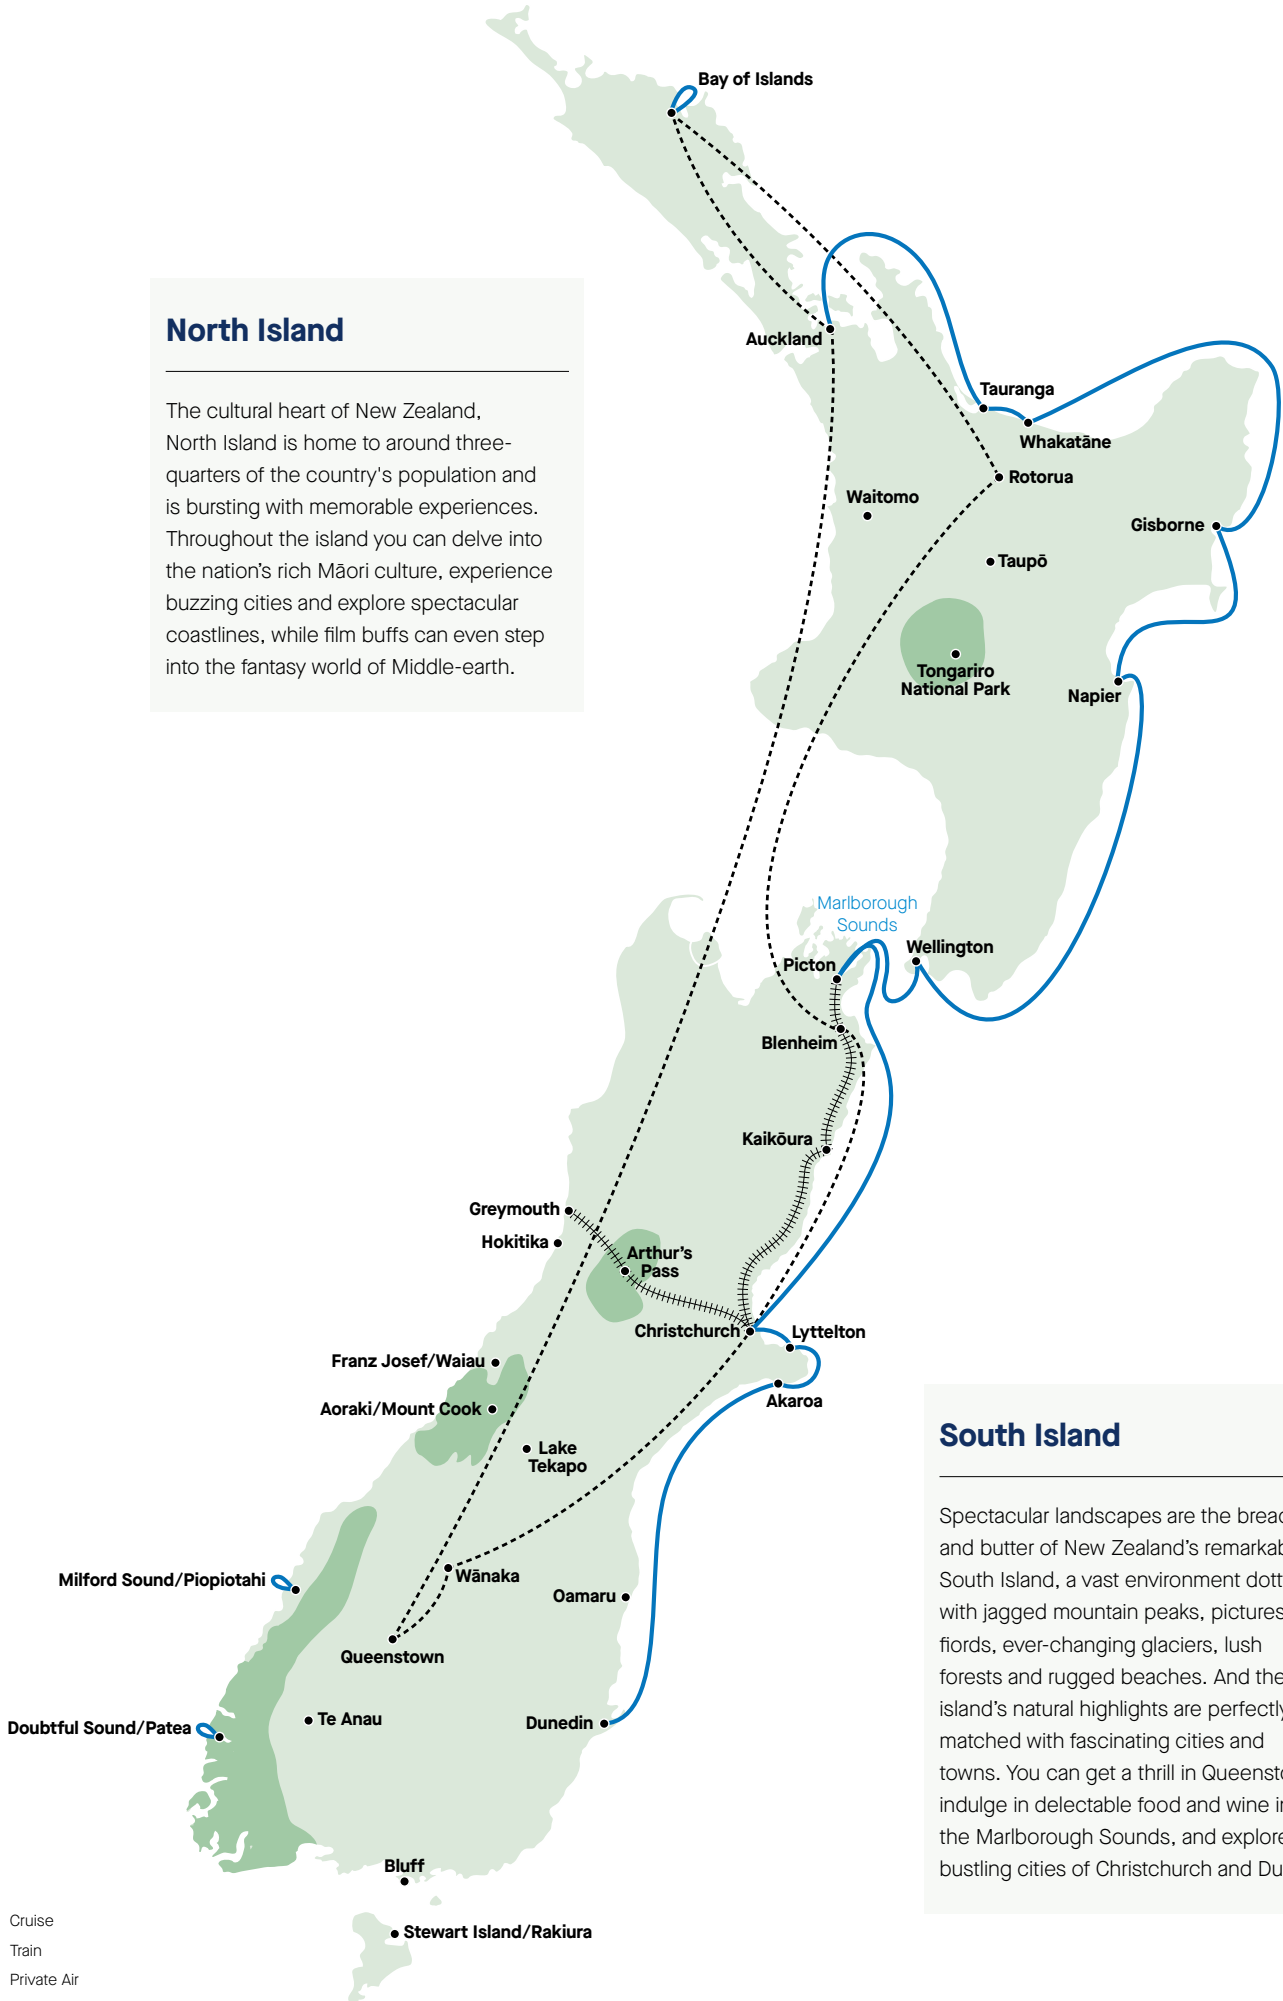 Bay of Islands
North Island
The cultural heart of New Zealand,
North Island is home to around three-
quarters of the country's population and
is bursting with memorable experiences.
Throughout the island you can delve into
the nation’s rich Māori culture, experience
buzzing cities and explore spectacular
coastlines, while film buffs can even step
into the fantasy world of Middle-earth.
Auckland
Tauranga
Whakatāne
Rotorua
Waitomo
Gisborne
Taupō
Tongariro
National Park
Napier
Marlborough
Sounds
Wellington
Picton
Blenheim
Kaikōura
Greymouth
Hokitika
Arthur’s
Pass
Christchurch
Lyttelton
Franz Josef/Waiau
Akaroa
Aoraki/Mount Cook
Lake
Tekapo
Wānaka
Milford Sound/Piopiotahi
Oamaru
Queenstown
Te Anau
Doubtful Sound/Patea
Dunedin
Bluff
Stewart Island/Rakiura
South Island
Spectacular landscapes are the
and butter of New Zealand’s
South Island, a vast environment
with jagged mountain peaks,
fiords, ever-changing glaciers, lush
forests and rugged beaches. And the
island’s natural highlights are perfectly
matched with fascinating cities and
towns. You can get a thrill in
indulge in delectable food and wine
the Marlborough Sounds, and explore
bustling cities of Christchurch and
Cruise
Train
Private Air